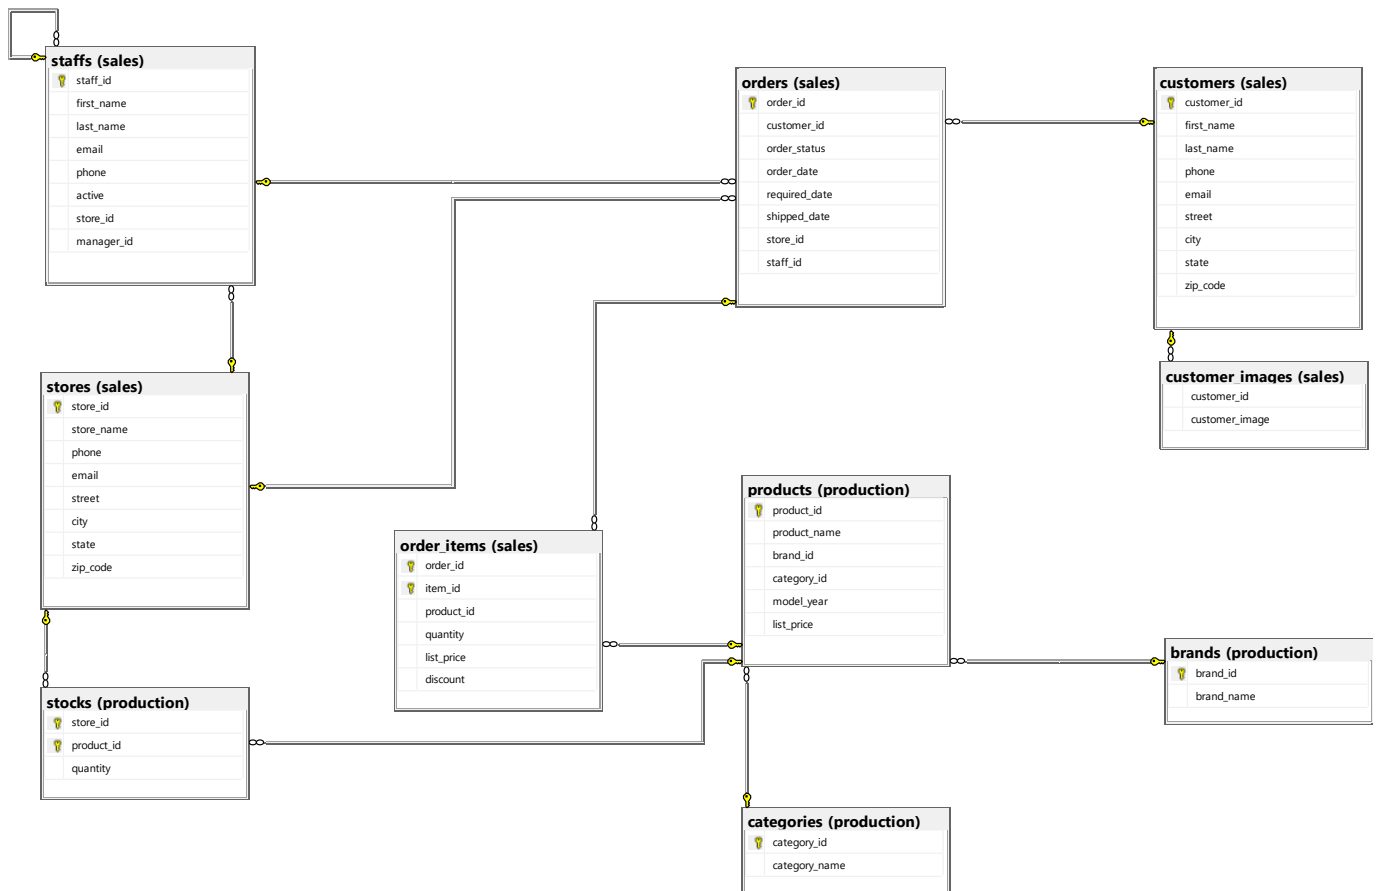 staffs (sales)
staff_id
first_name
last_name
email
phone
active
store_id
manager_id
orders (sales)
order_id
customer_id
order_status
order_date
required_date
shipped_date
store_id
staff_id
customers (sales)
customer_id
first_name
last_name
phone
email
street
city
state
zip_code
customer_images (sales)
customer_id
customer_image
stores (sales)
store_id
store_name
phone
email
street
city
state
zip_code
order_items (sales)
order_id
item_id
product_id
quantity
list_price
discount
products (production)
product_id
product_name
brand_id
category_id
model_year
list_price
brands (production)
brand_id
brand_name
stocks (production)
store_id
product_id
quantity
categories (production)
category_id
category_name